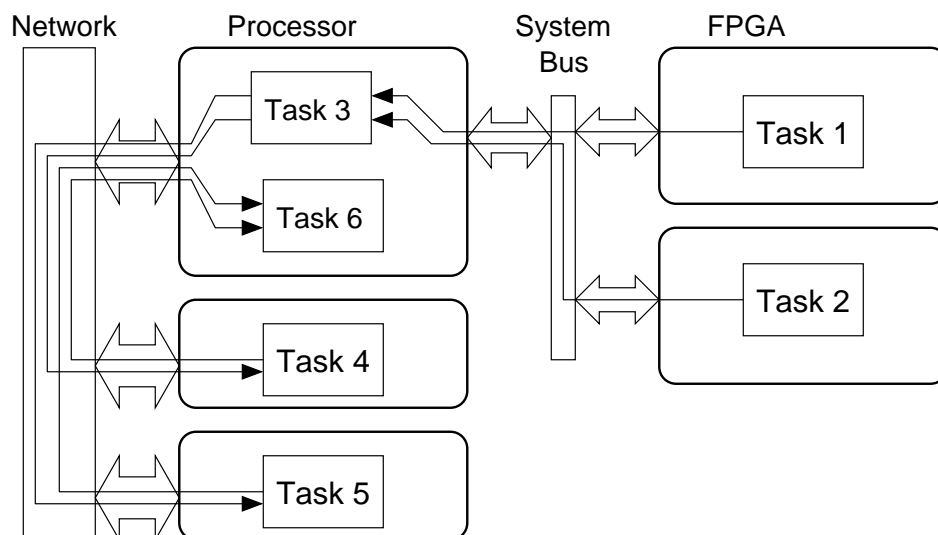 Network Processor System Bus FPGA
Task 3
Task 1
Task 6
Task 2
Task 4
Task 5